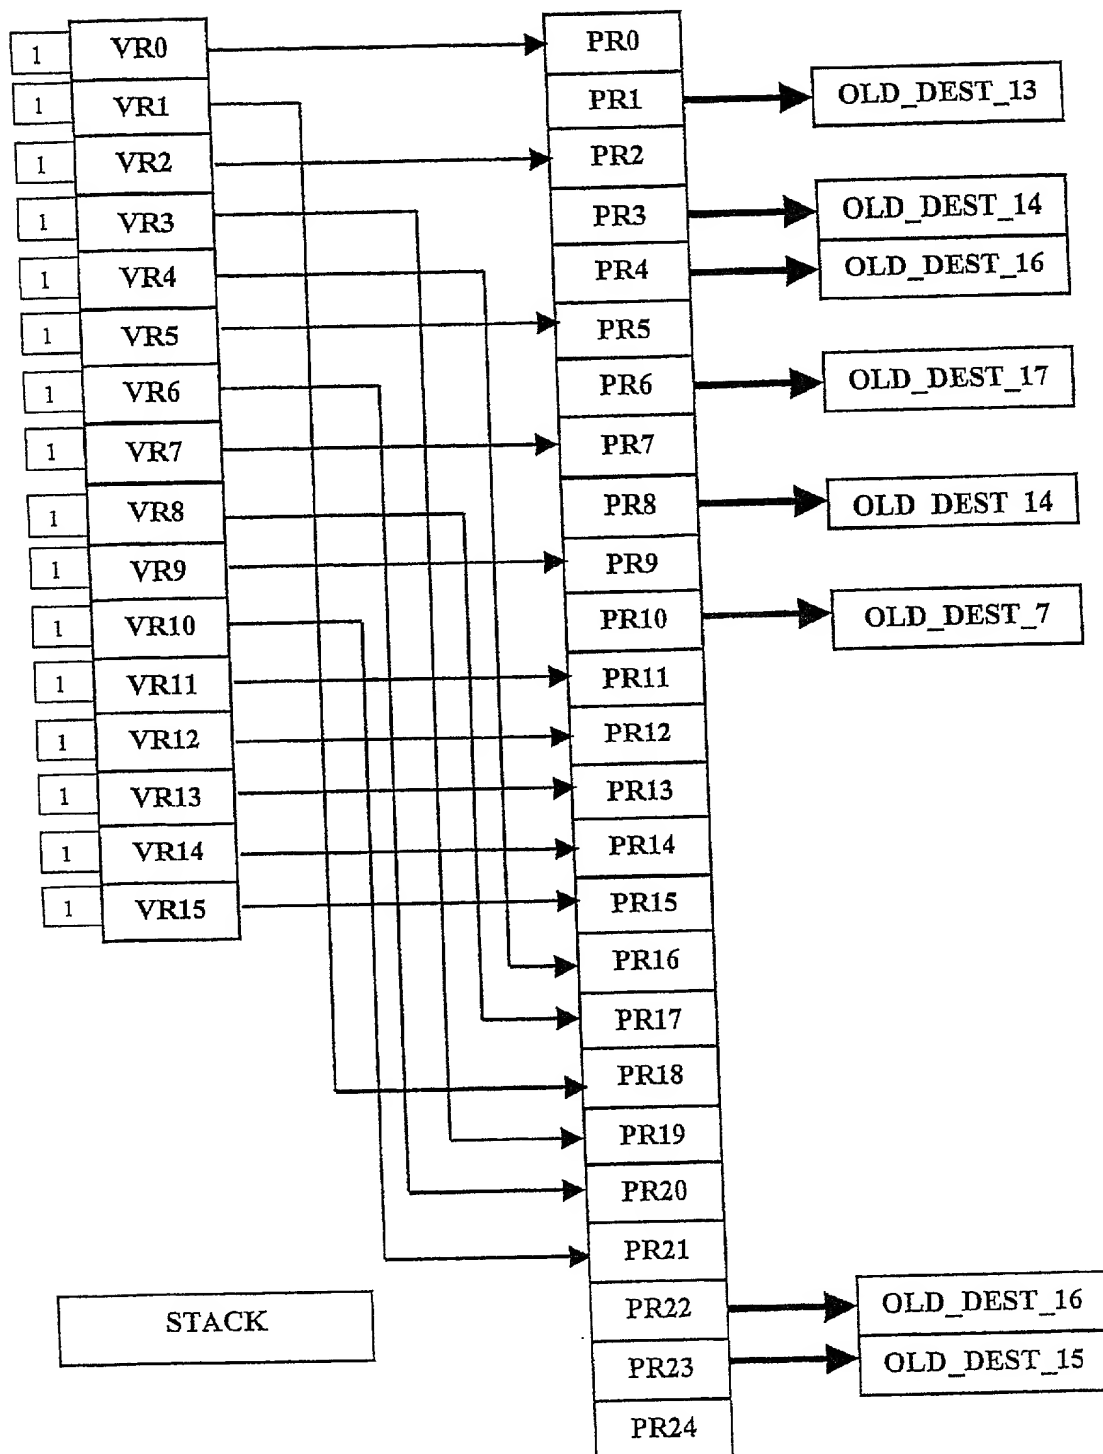 1 VR0 PR0
1 VR1 PR1 OLD_DEST_13
1 VR2 PR2
1 VR3 PR3 OLD_DEST_14
1 VR4 PR4 OLD_DEST_16
1 VR5 PR5
1 VR6 PR6 OLD_DEST_17
1 VR7 PR7
1 VR8 PR8 OLD DEST 14
1 VR9 PR9
1 VR10 PR10 OLD_DEST_7
1 VR11 PR11
1 VR12 PR12
1 VR13 PR13
1 VR14 PR14
1 VR15 PR15
PR16
PR17
PR18
PR19
PR20
PR21
STACK PR22 OLD_DEST_16
PR23 OLD_DEST_15
PR24